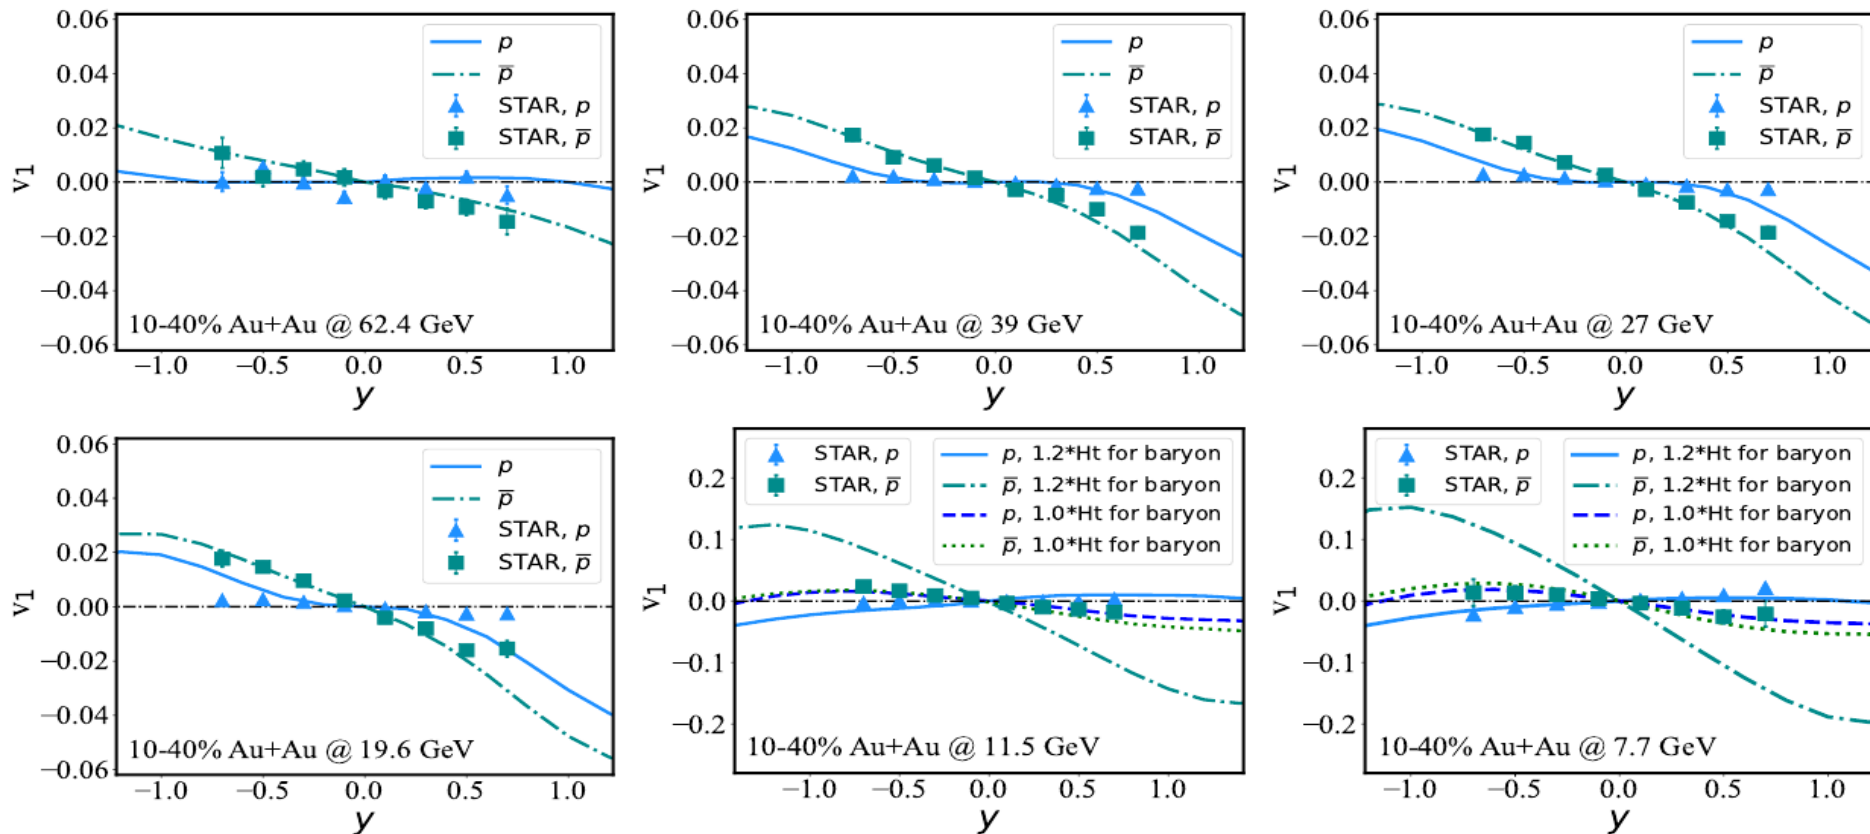 0.06
0.04
0.02
0.00
−0.02
−0.04
−0.06
v₁
p
p̅
STAR, p
STAR, p̅
10-40% Au+Au @ 62.4 GeV
−1.0 −0.5 0.0 0.5 1.0
y
0.06
0.04
0.02
0.00
−0.02
−0.04
−0.06
v₁
p
p̅
STAR, p
STAR, p̅
10-40% Au+Au @ 39 GeV
−1.0 −0.5 0.0 0.5 1.0
y
0.06
0.04
0.02
0.00
−0.02
−0.04
−0.06
v₁
p
p̅
STAR, p
STAR, p̅
10-40% Au+Au @ 27 GeV
−1.0 −0.5 0.0 0.5 1.0
y
0.06
0.04
0.02
0.00
−0.02
−0.04
−0.06
v₁
p
p̅
STAR, p
STAR, p̅
10-40% Au+Au @ 19.6 GeV
−1.0 −0.5 0.0 0.5 1.0
y
0.2
0.1
0.0
−0.1
−0.2
v₁
STAR, p
STAR, p̅
p, 1.2*Ht for baryon
p̅, 1.2*Ht for baryon
p, 1.0*Ht for baryon
p̅, 1.0*Ht for baryon
10-40% Au+Au @ 11.5 GeV
−1.0 −0.5 0.0 0.5 1.0
y
0.2
0.1
0.0
−0.1
−0.2
v₁
STAR, p
STAR, p̅
p, 1.2*Ht for baryon
p̅, 1.2*Ht for baryon
p, 1.0*Ht for baryon
p̅, 1.0*Ht for baryon
10-40% Au+Au @ 7.7 GeV
−1.0 −0.5 0.0 0.5 1.0
y